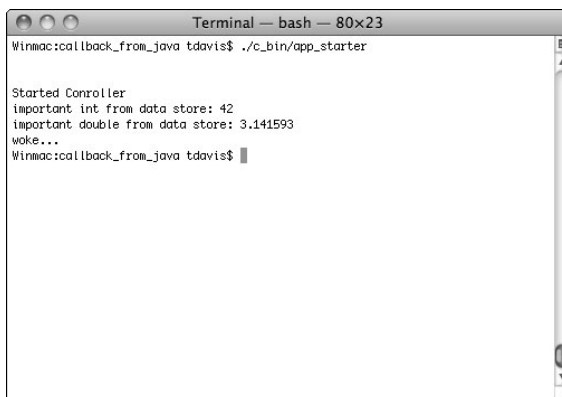 Terminal — bash — 80×23
Winmac:callback_from_java tdavis$ ./c_bin/app_starter
Started Conroller
important int from data store: 42
important double from data store: 3.141593
woke...
Winmac:callback_from_java tdavis$